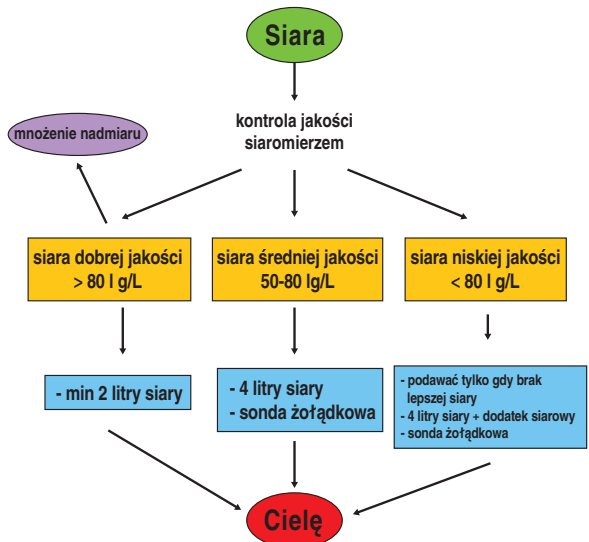 Siara
kontrola jakości
siaromierzem
mnożenie nadmiaru
siara dobrej jakości
> 80 l g/L
siara średniej jakości
50-80 lg/L
siara niskiej jakości
< 80 l g/L
- min 2 litry siary
- 4 litry siary
- sonda żołądkowa
- podawać tylko gdy brak
lepszej siary
- 4 litry siary + dodatek siarowy
- sonda żołądkowa
Cielę